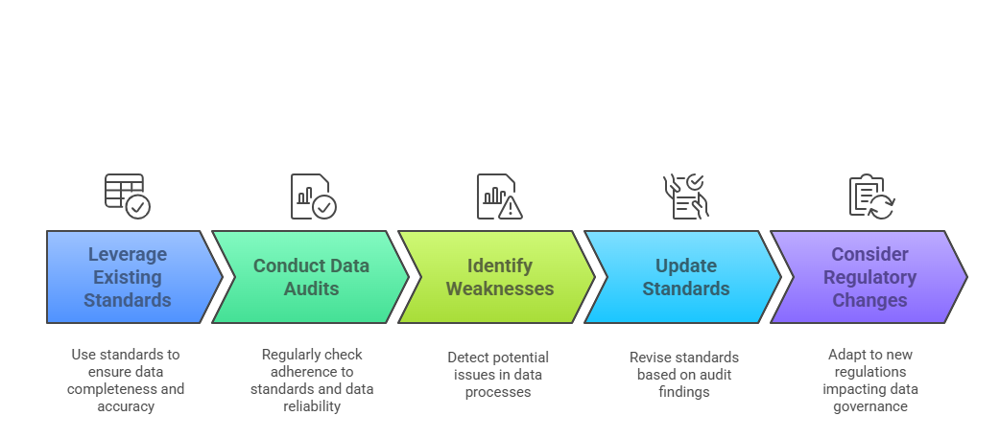 Leverage
Existing
Standards
Conduct Data
Audits
Identify
Weaknesses
Update
Standards
Consider
Regulatory
Changes
Use standards to
ensure data
completeness and
accuracy
Regularly check
adherence to
standards and data
reliability
Detect potential
issues in data
processes
Revise standards
based on audit
findings
Adapt to new
regulations
impacting data
governance